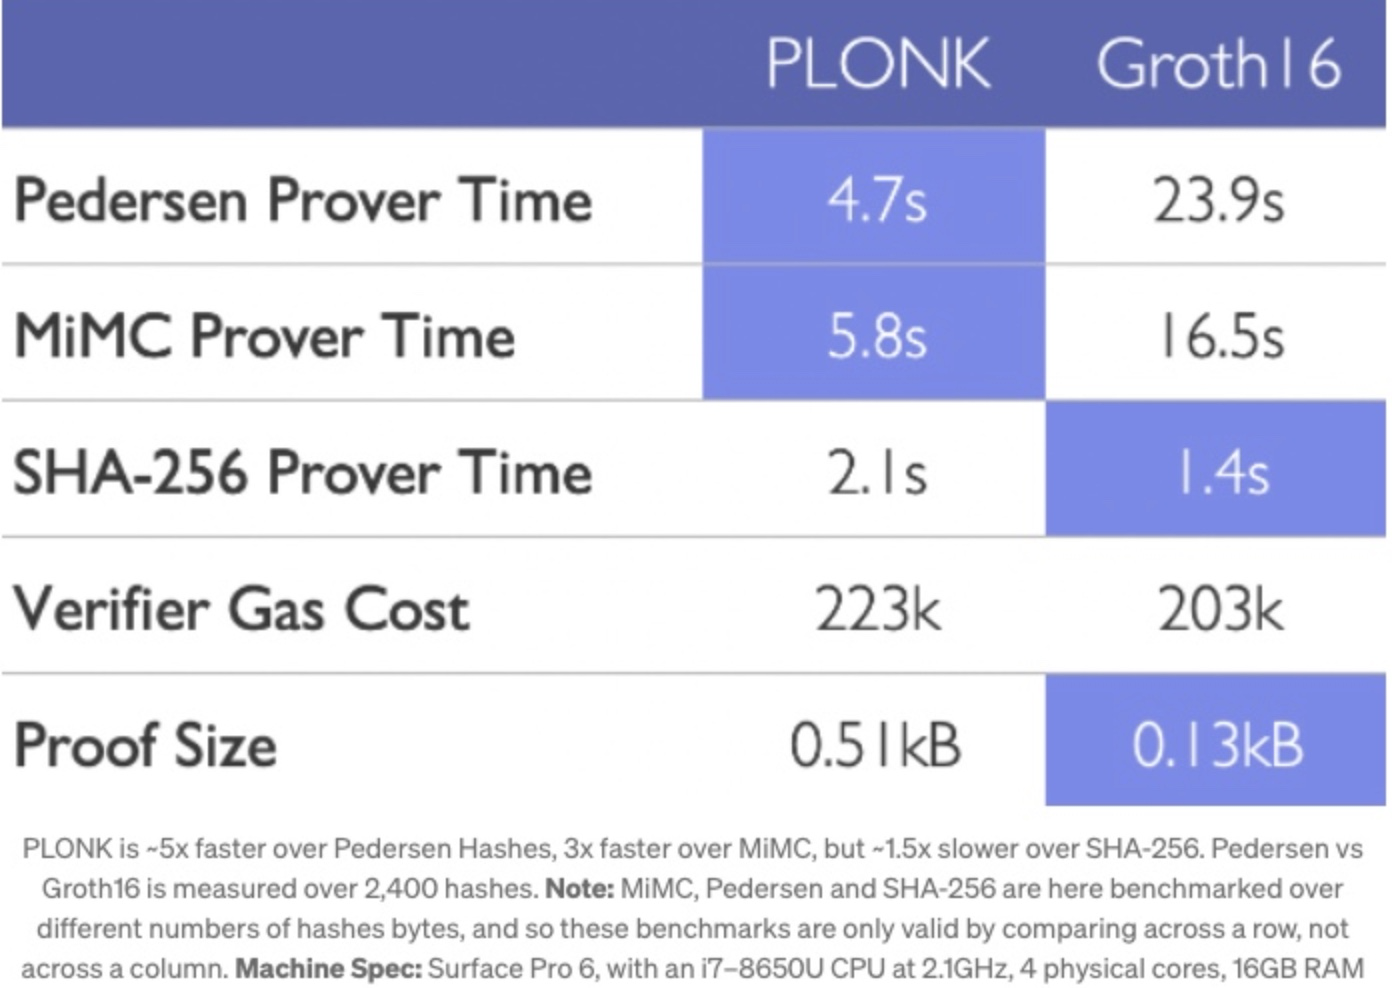 PLONK Groth16
Pedersen Prover Time 4.7s 23.9s
MiMC Prover Time 5.8s 16.5s
SHA-256 Prover Time 2.1s 1.4s
Verifier Gas Cost 223k 203k
Proof Size 0.51kB 0.13kB
PLONK is ~5x faster over Pedersen Hashes, 3x faster over MiMC, but ~1.5x slower over SHA-256. Pedersen vs
Groth16 is measured over 2,400 hashes. Note: MiMC, Pedersen and SHA-256 are here benchmarked over
different numbers of hashes bytes, and so these benchmarks are only valid by comparing across a row, not
across a column. Machine Spec: Surface Pro 6, with an i7–8650U CPU at 2.1GHz, 4 physical cores, 16GB RAM